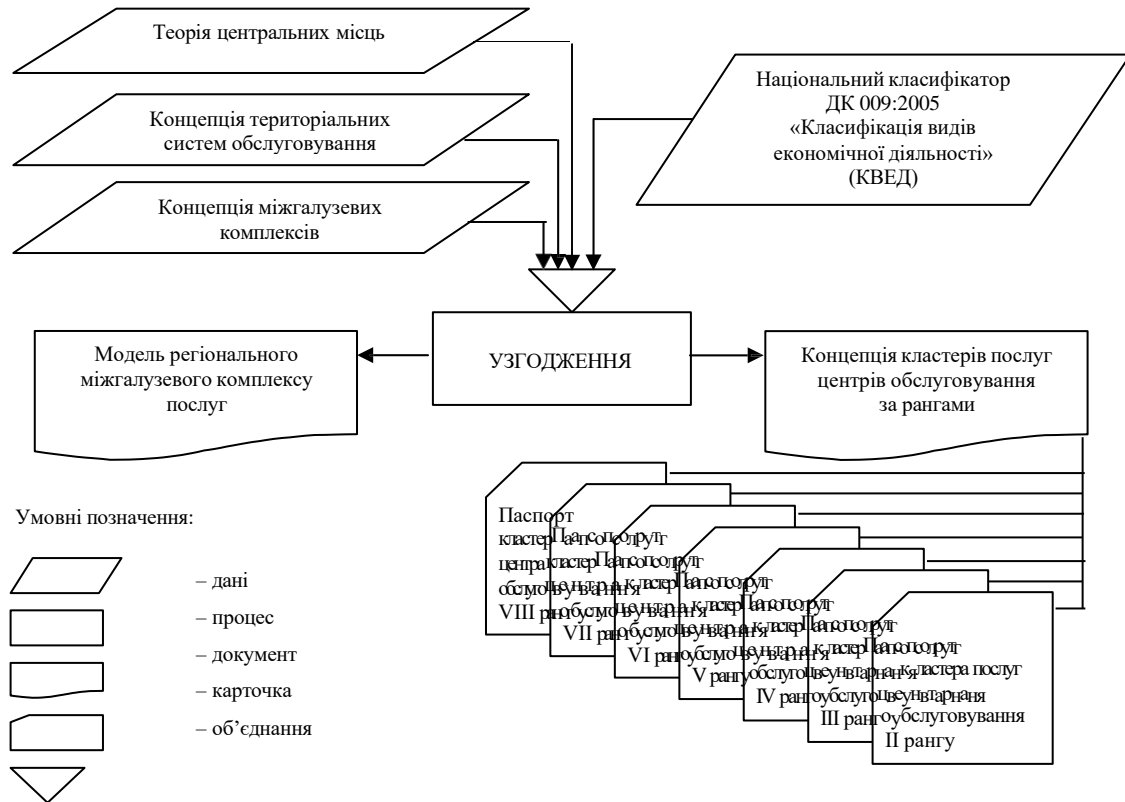 Теорія центральних місць
Концепція територіальних
систем обслуговування
Концепція міжгалузевих
комплексів
Національний класифікатор
ДК 009:2005
«Класифікація видів
економічної діяльності»
(КВЕД)
УЗГОДЖЕННЯ
Модель регіонального
міжгалузевого комплексу
послуг
Концепція кластерів послуг
центрів обслуговування
за рангами
Умовні позначення:
– дані
– процес
– документ
– карточка
– об’єднання
Паспорт
VIII рангу
VII рангу
VI рангу
V рангу
IV рангу
III рангу
Паспорт
кластера послуг
центра
обслуговування
II рангу